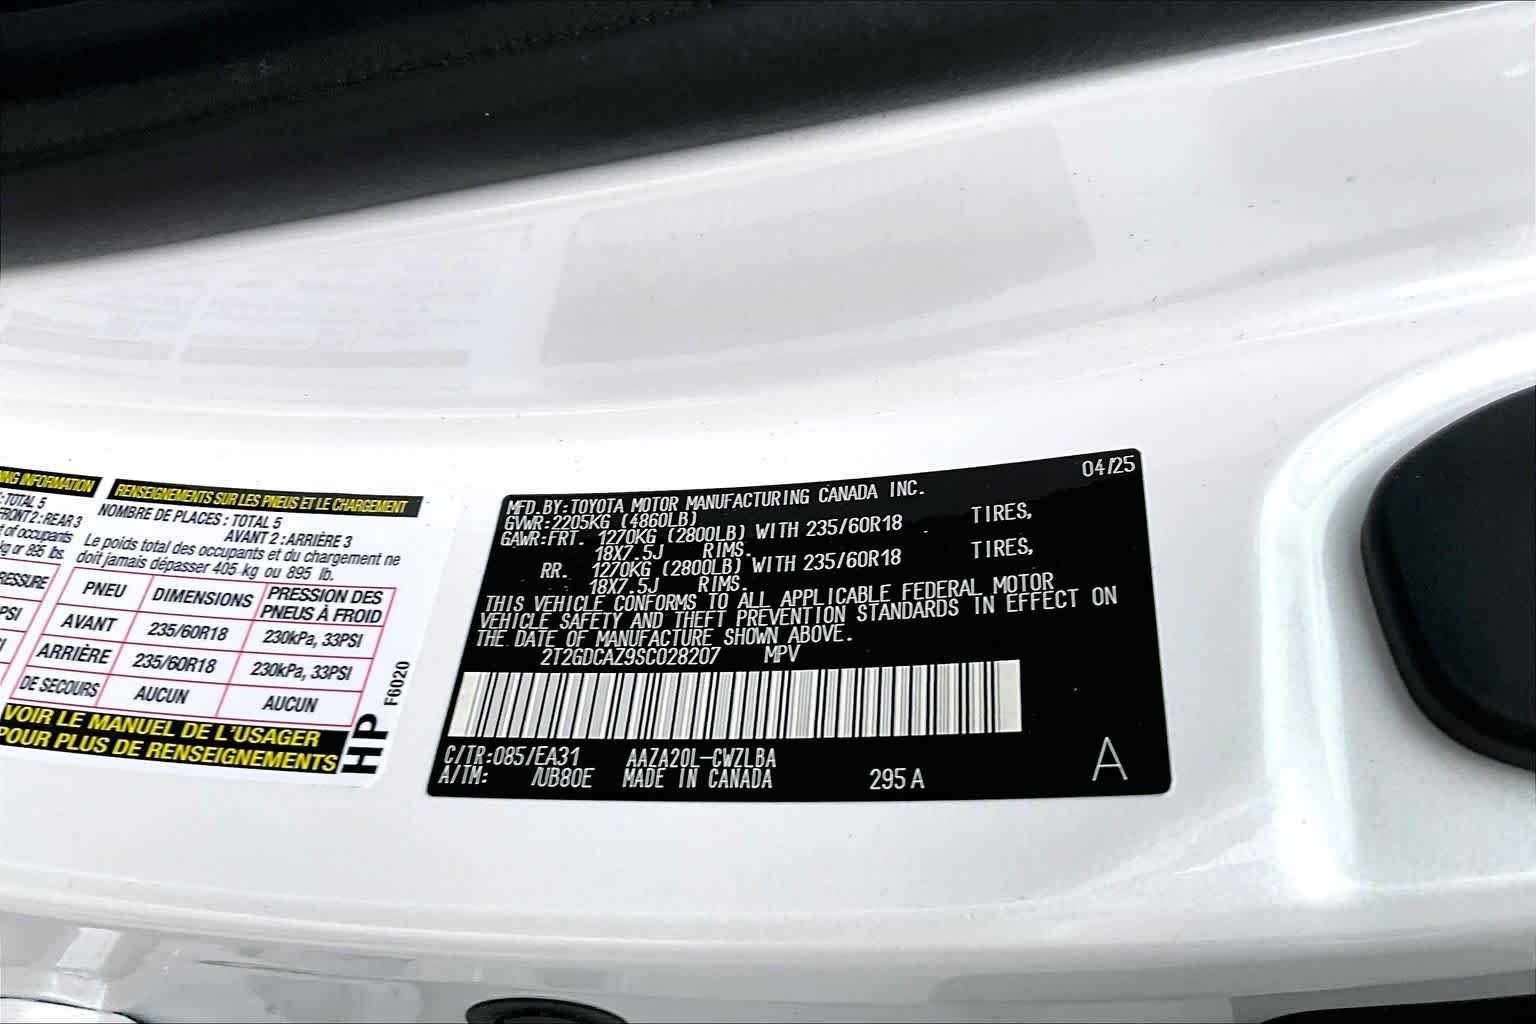 NING INFORMATION
: TOTAL 5
FRONT 2 : REAR 3
t of occupants
kg or 895 lbs.
RESSURE
PSI
RENSEIGNEMENTS SUR LES PNEUS ET LE CHARGEMENT
NOMBRE DE PLACES : TOTAL 5
AVANT 2 : ARRIÈRE 3
Le poids total des occupants et du chargement ne
doit jamais dépasser 405 kg ou 895 lb.
PNEU DIMENSIONS PRESSION DES PNEUS À FROID
AVANT 235/60R18 230kPa, 33PSI
ARRIÈRE 235/60R18 230kPa, 33PSI
DE SECOURS AUCUN AUCUN
VOIR LE MANUEL DE L'USAGER
POUR PLUS DE RENSEIGNEMENTS
HP F6020
04/25
MFD. BY: TOYOTA MOTOR MANUFACTURING CANADA INC.
GVWR: 2205KG (4860LB)
GAWR: FRT. 1270KG (2800LB) WITH 235/60R18 TIRES,
18X7.5J RIMS.
RR. 1270KG (2800LB) WITH 235/60R18 TIRES,
18X7.5J RIMS.
THIS VEHICLE CONFORMS TO ALL APPLICABLE FEDERAL MOTOR
VEHICLE SAFETY AND THEFT PREVENTION STANDARDS IN EFFECT ON
THE DATE OF MANUFACTURE SHOWN ABOVE.
2T2GDCAZ9SC028207 MPV
C/TR: 085/EA31 AAZA20L-CWZLBA
A/TM: /UB80E MADE IN CANADA 295 A
A